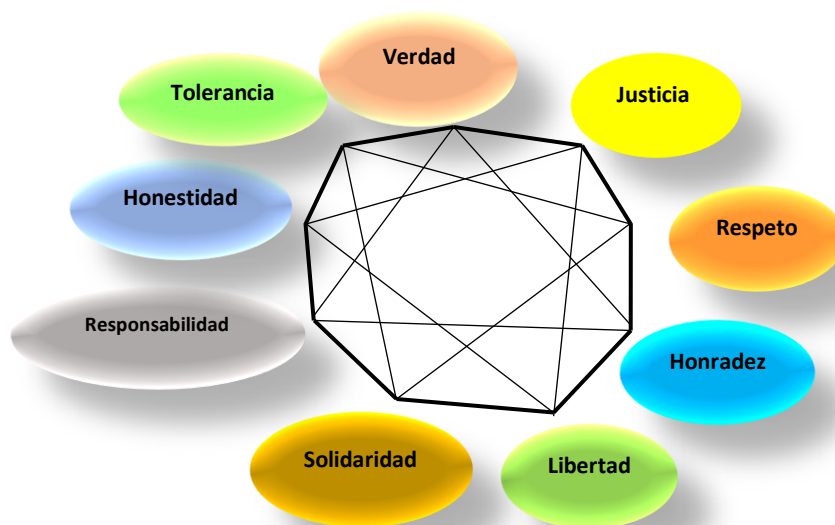 Verdad
Tolerancia
Justicia
Honestidad
Respeto
Responsabilidad
Honradez
Solidaridad
Libertad